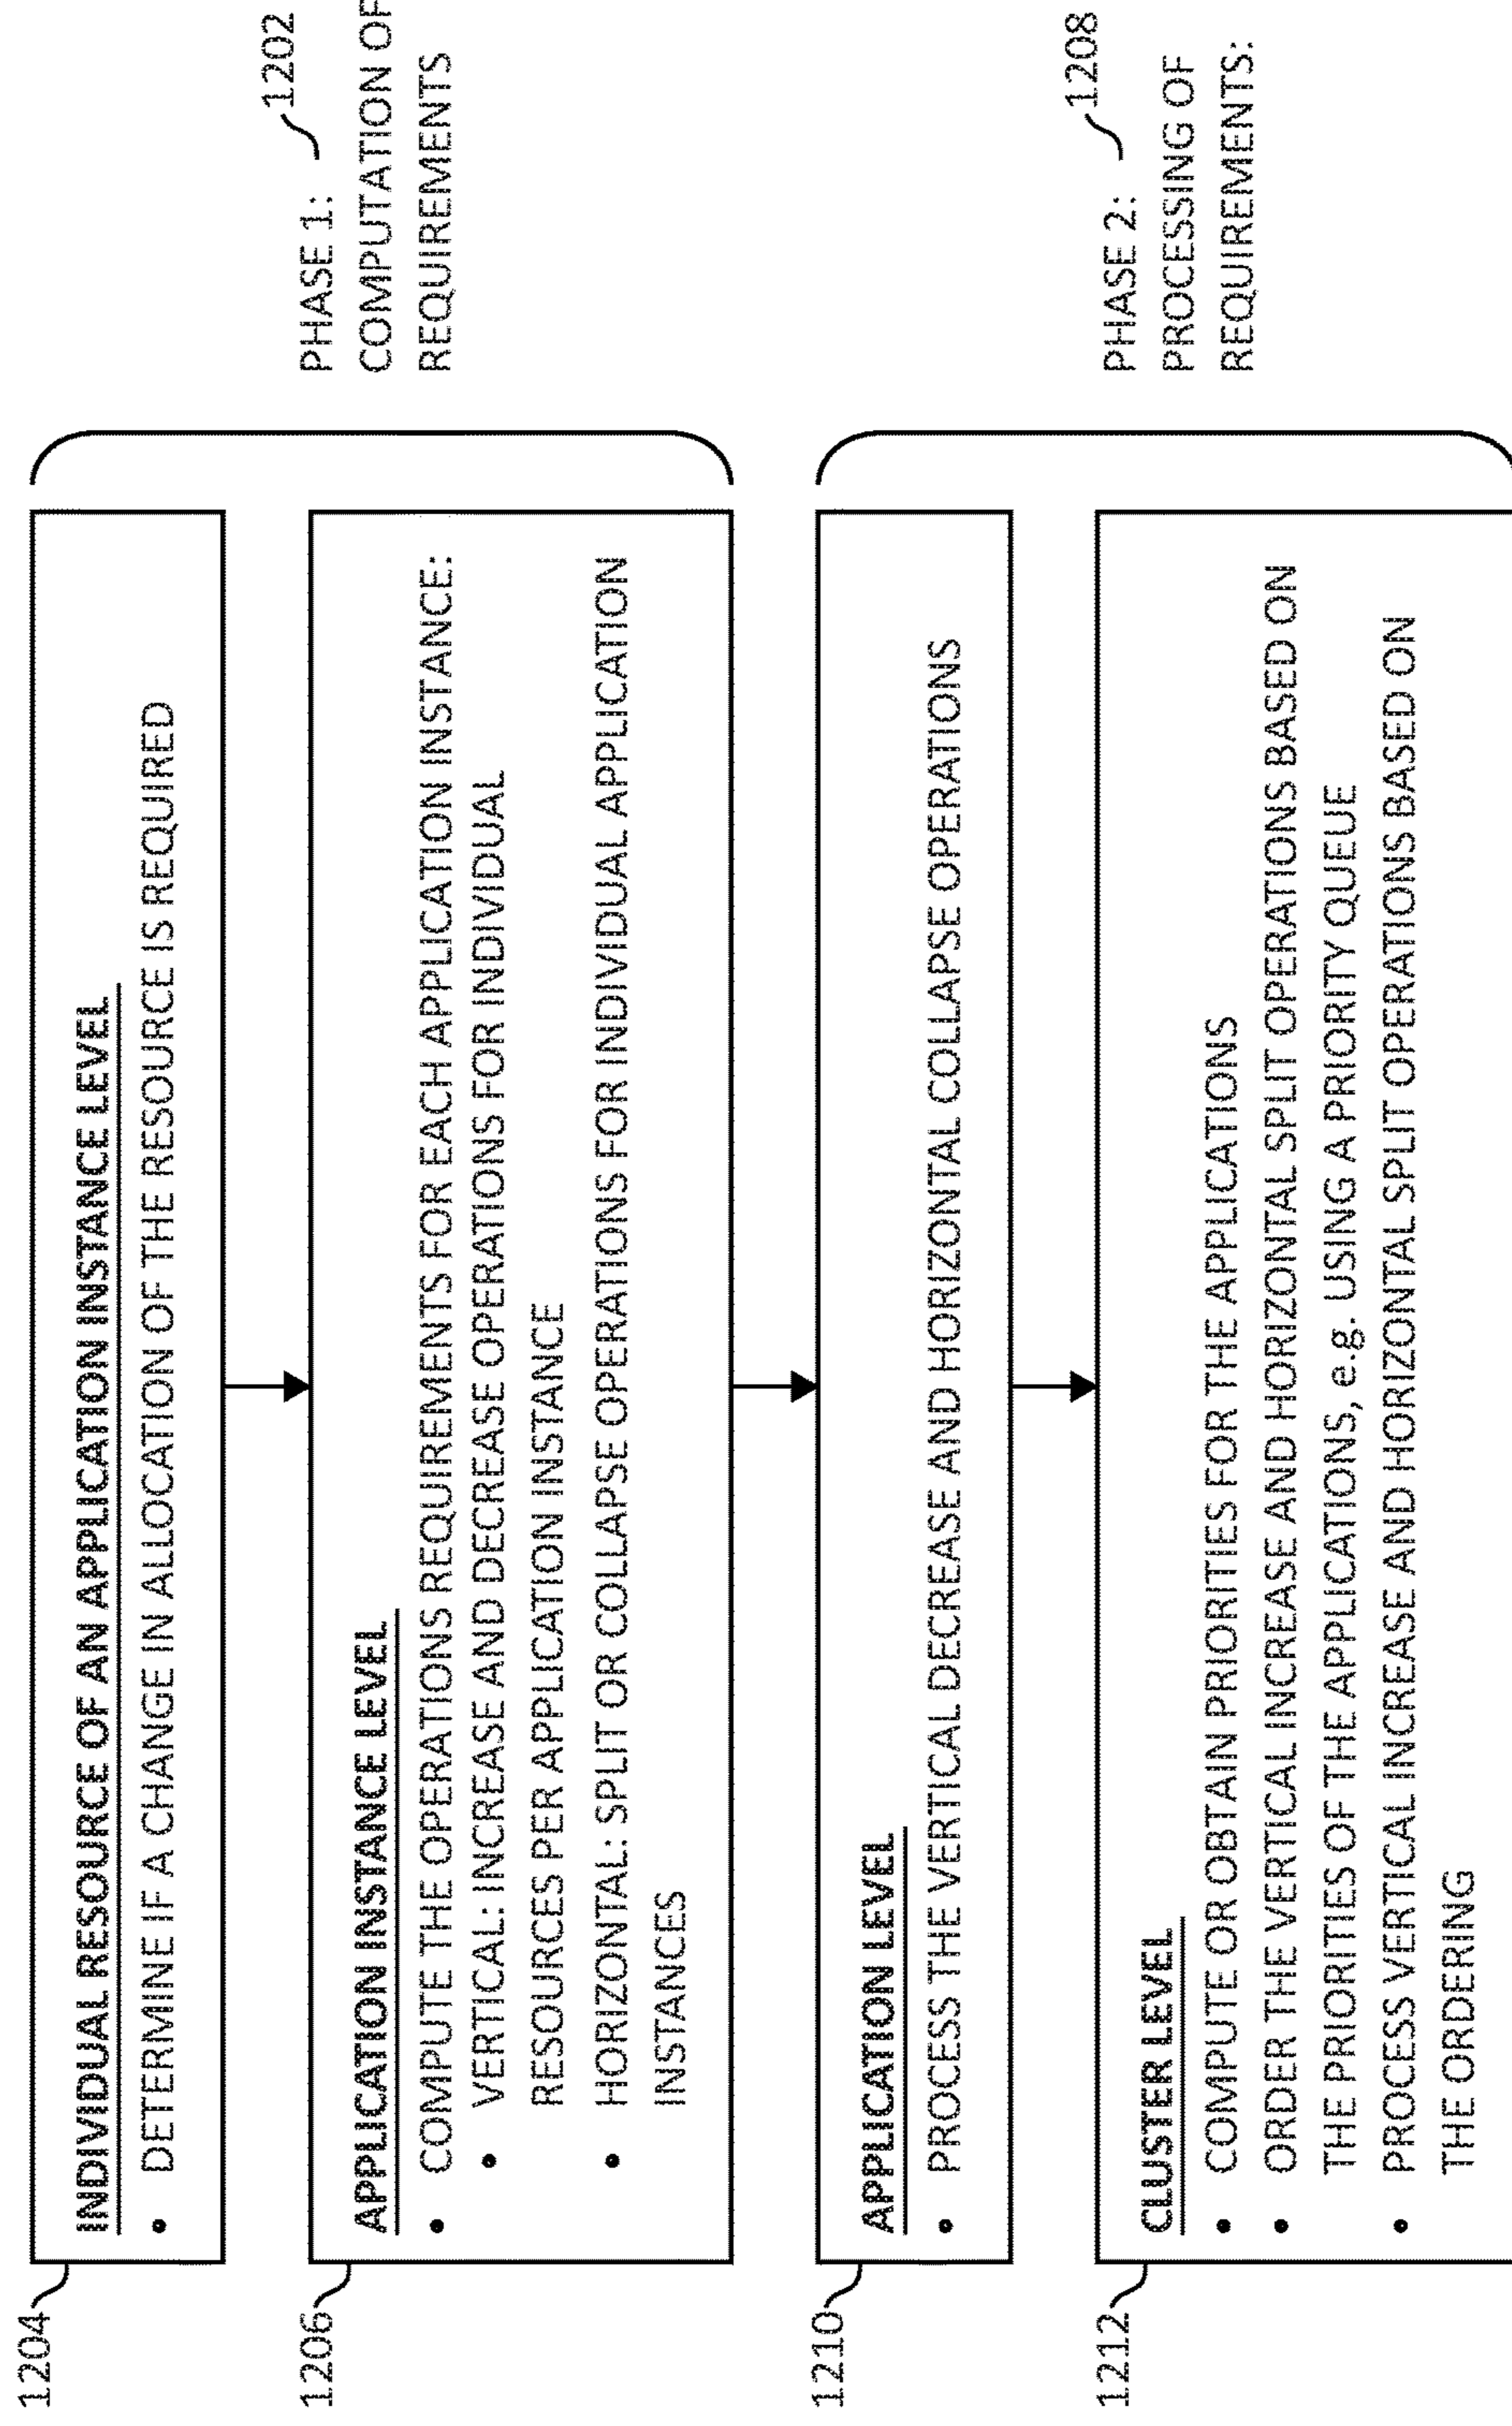 1204
INDIVIDUAL RESOURCE OF AN APPLICATION INSTANCE LEVEL
• DETERMINE IF A CHANGE IN ALLOCATION OF THE RESOURCE IS REQUIRED
1206
APPLICATION INSTANCE LEVEL
• COMPUTE THE OPERATIONS REQUIREMENTS FOR EACH APPLICATION INSTANCE:
• VERTICAL: INCREASE AND DECREASE OPERATIONS FOR INDIVIDUAL
RESOURCES PER APPLICATION INSTANCE
• HORIZONTAL: SPLIT OR COLLAPSE OPERATIONS FOR INDIVIDUAL APPLICATION
INSTANCES
PHASE 1:
1202
COMPUTATION OF
REQUIREMENTS
1210
APPLICATION LEVEL
• PROCESS THE VERTICAL DECREASE AND HORIZONTAL COLLAPSE OPERATIONS
1212
CLUSTER LEVEL
• COMPUTE OR OBTAIN PRIORITIES FOR THE APPLICATIONS
• ORDER THE VERTICAL INCREASE AND HORIZONTAL SPLIT OPERATIONS BASED ON
THE PRIORITIES OF THE APPLICATIONS, e.g. USING A PRIORITY QUEUE
• PROCESS VERTICAL INCREASE AND HORIZONTAL SPLIT OPERATIONS BASED ON
THE ORDERING
PHASE 2:
1208
PROCESSING OF
REQUIREMENTS: